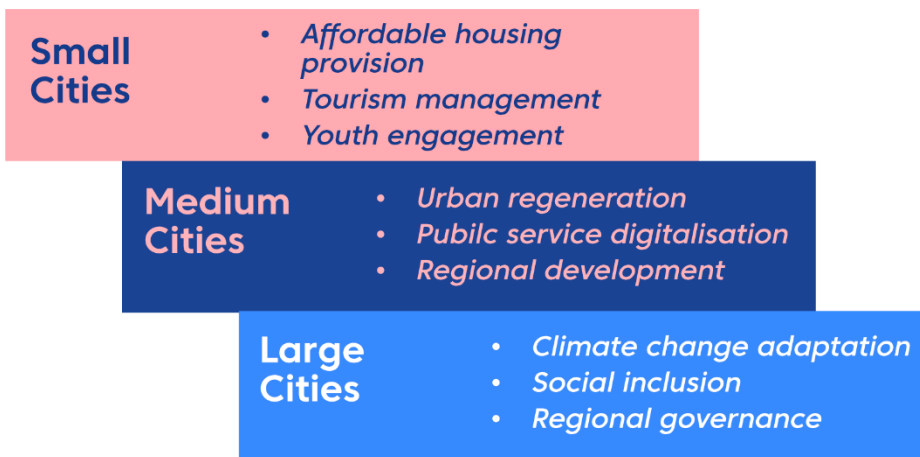 Small
Cities
• Affordable housing
provision
• Tourism management
• Youth engagement
Medium
Cities
• Urban regeneration
• Pubilc service digitalisation
• Regional development
Large
Cities
• Climate change adaptation
• Social inclusion
• Regional governance